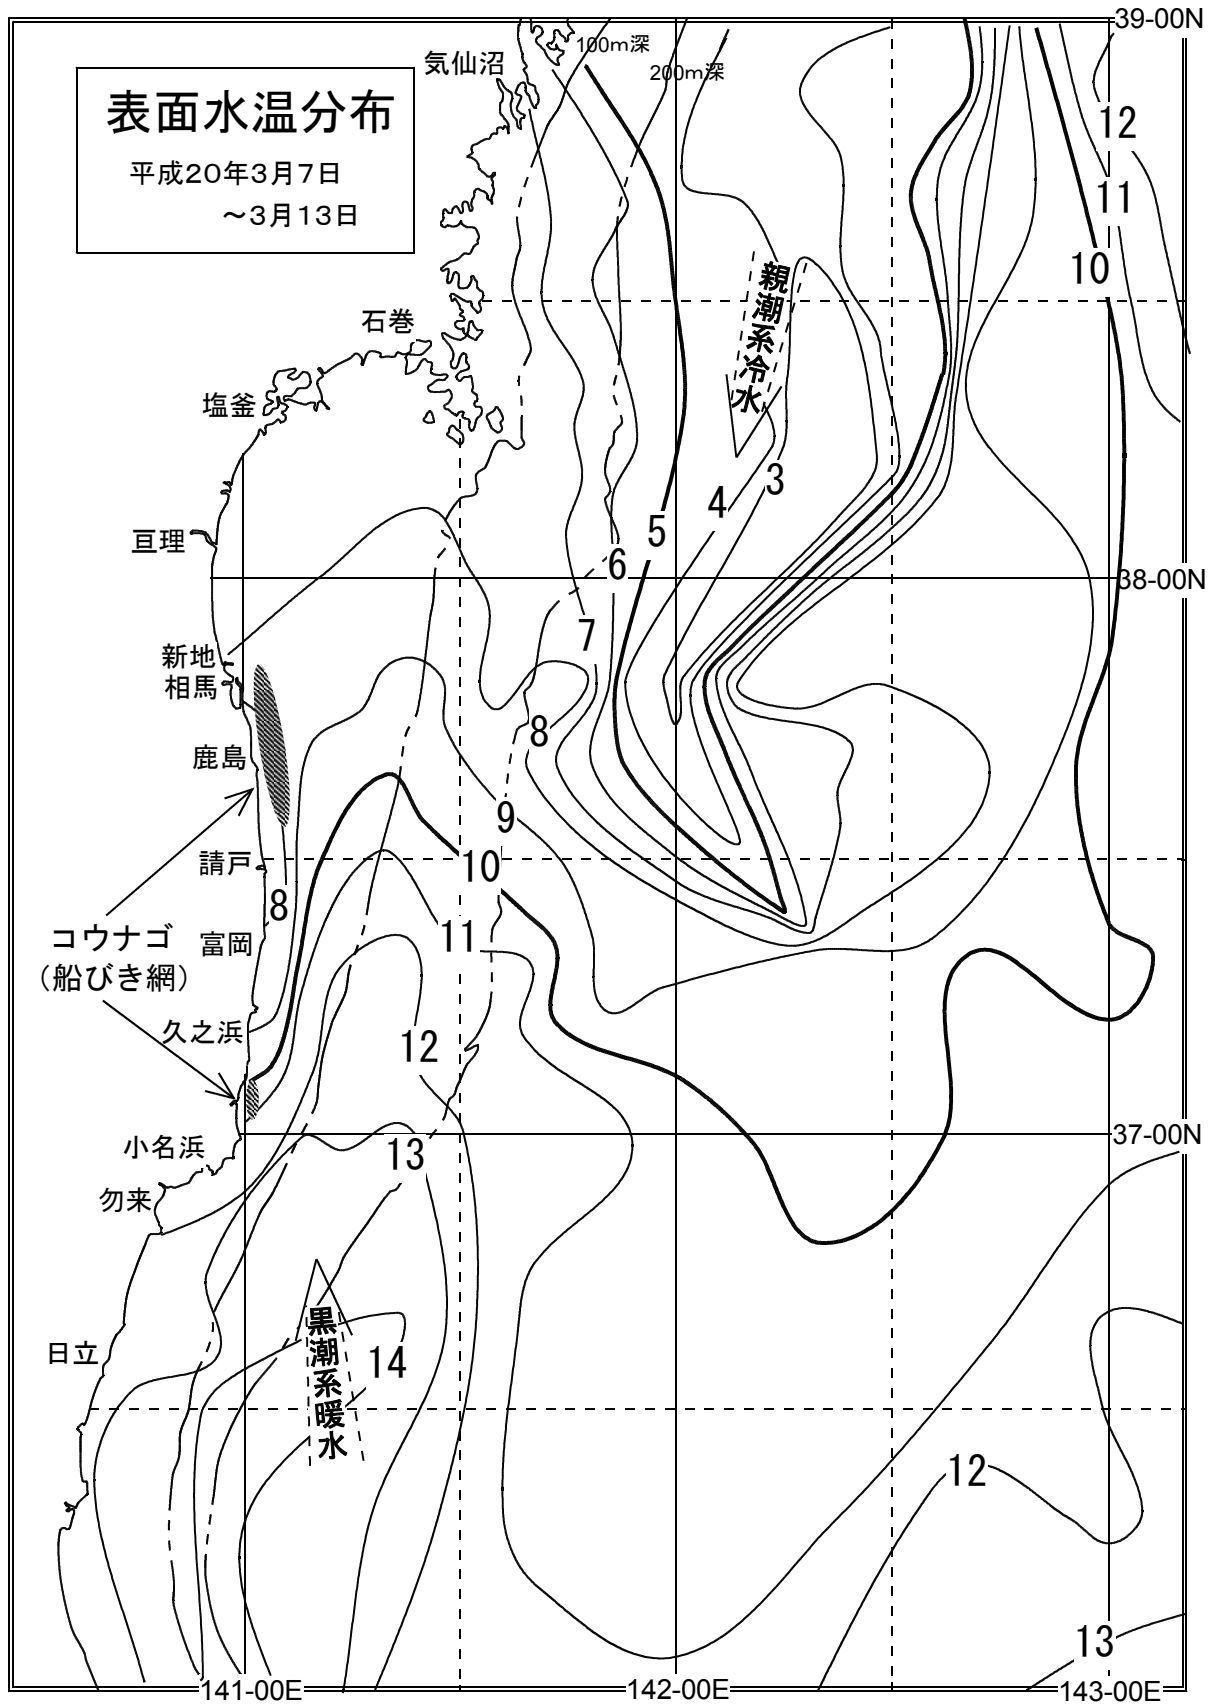 39-00N
100m深
気仙沼
200m深
表面水温分布
平成20年3月7日
～3月13日
12
11
10
親潮系冷水
石巻
塩釜
3
4
5
亘理
6
38-00N
7
新地
相馬
8
鹿島
9
請戸
10
8
コウナゴ
(船びき網)
富岡
11
久之浜
12
37-00N
小名浜
13
勿来
黒潮系暖水
日立
14
12
13
141-00E
142-00E
143-00E